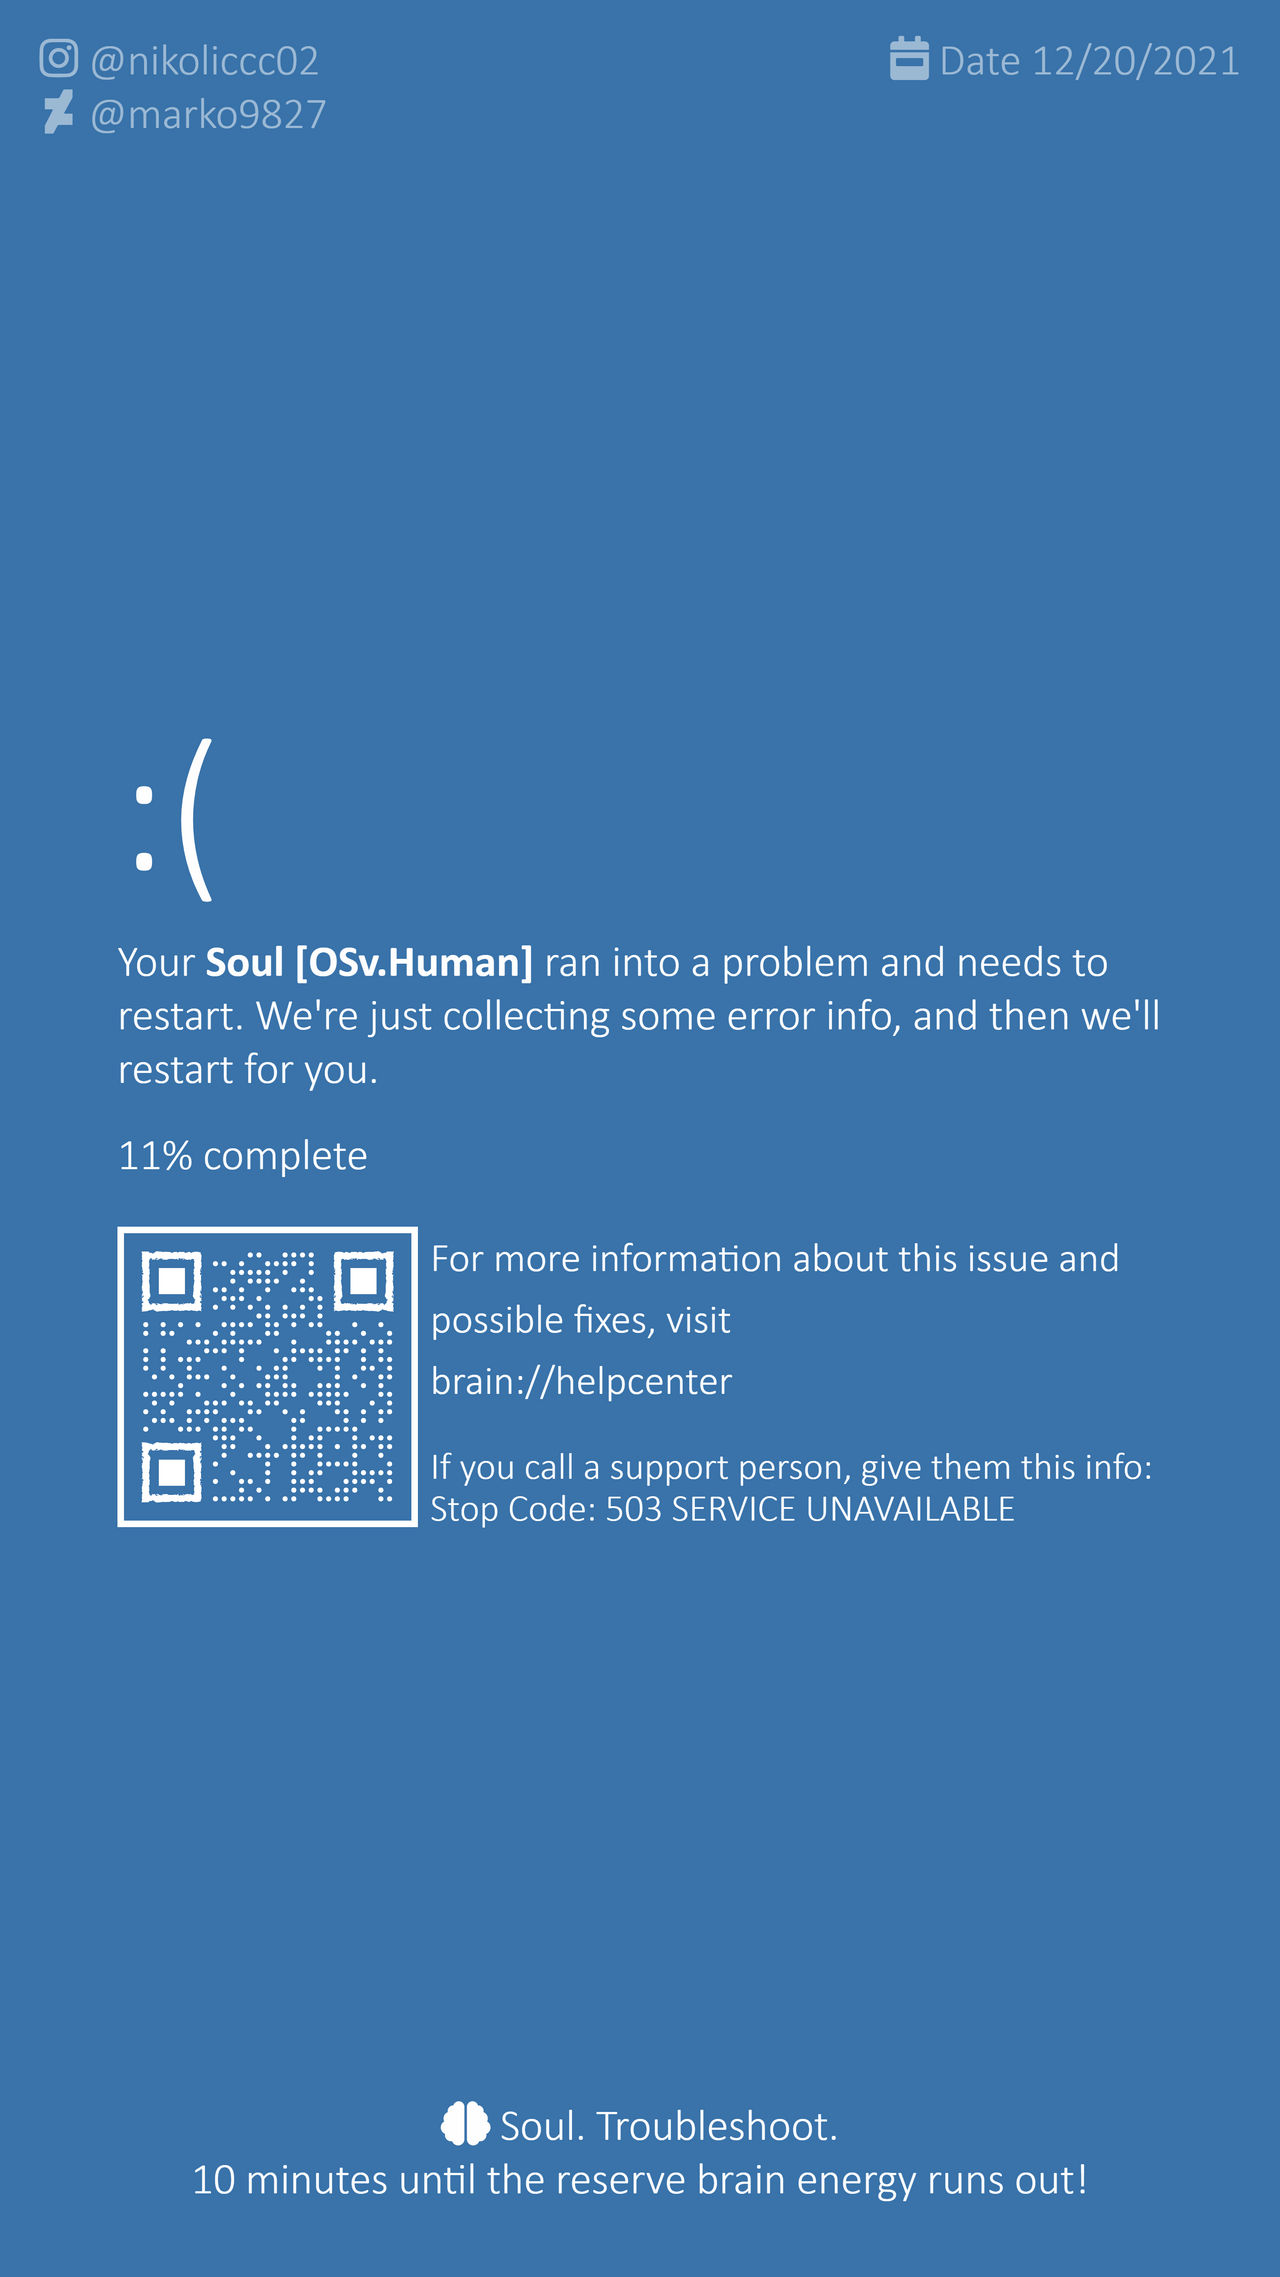 @nikoliccc02
Date 12/20/2021
@marko9827
:(
Your Soul [OSv.Human] ran into a problem and needs to
restart. We're just collecting some error info, and then we'll
restart for you.
11% complete
For more information about this issue and
possible fixes, visit
brain://helpcenter
If you call a support person, give them this info:
Stop Code: 503 SERVICE UNAVAILABLE
Soul. Troubleshoot.
10 minutes until the reserve brain energy runs out!